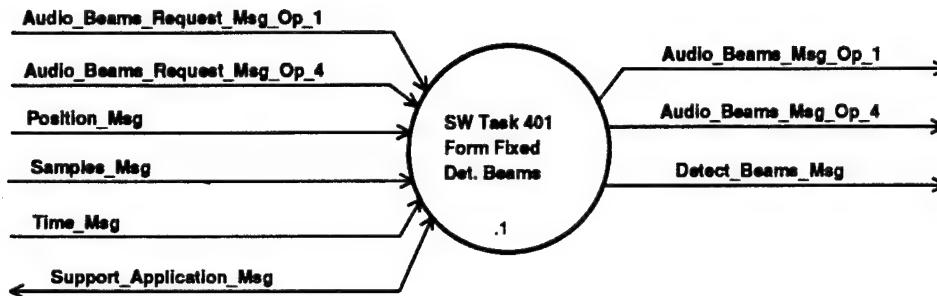 Audio_Beams_Request_Msg_Op_1
Audio_Beams_Request_Msg_Op_4
Position_Msg
Samples_Msg
Time_Msg
Support_Application_Msg
SW Task 401
Form Fixed
Det. Beams
.1
Audio_Beams_Msg_Op_1
Audio_Beams_Msg_Op_4
Detect_Beams_Msg